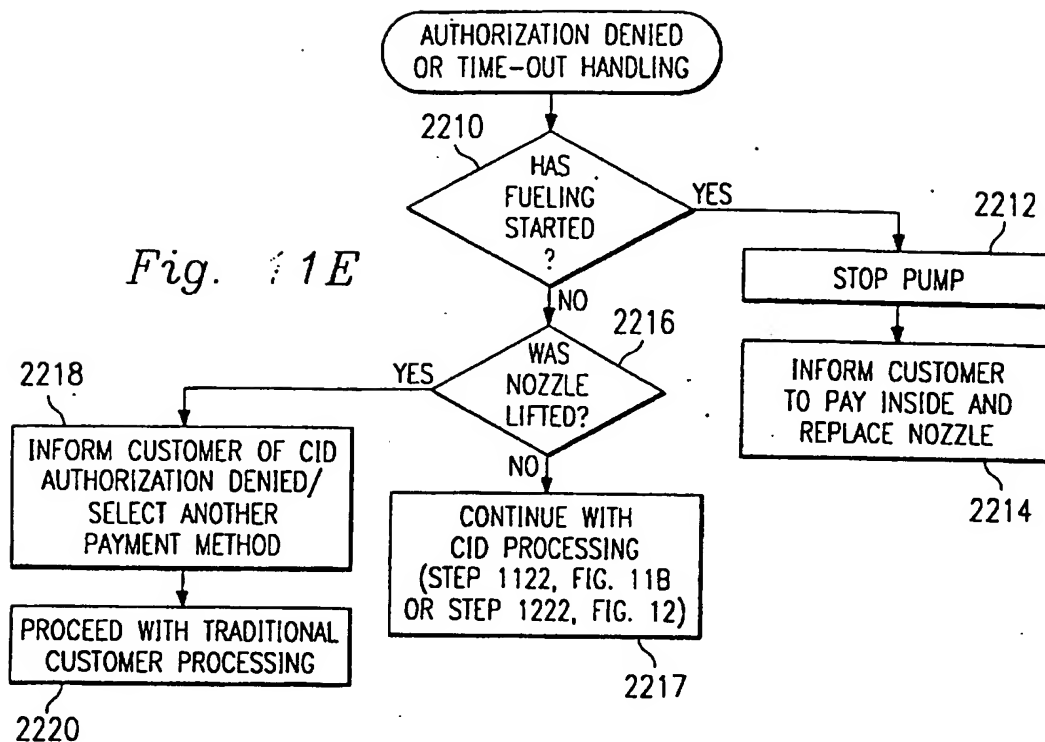 AUTHORIZATION DENIED
OR TIME-OUT HANDLING
2210
HAS
FUELING
STARTED
?
YES
NO
2212
STOP PUMP
INFORM CUSTOMER
TO PAY INSIDE AND
REPLACE NOZZLE
2214
Fig. 11E
2216
WAS
NOZZLE
LIFTED?
YES
NO
2218
INFORM CUSTOMER OF CID
AUTHORIZATION DENIED/
SELECT ANOTHER
PAYMENT METHOD
PROCEED WITH TRADITIONAL
CUSTOMER PROCESSING
2220
CONTINUE WITH
CID PROCESSING
(STEP 1122, FIG. 11B
OR STEP 1222, FIG. 12)
2217